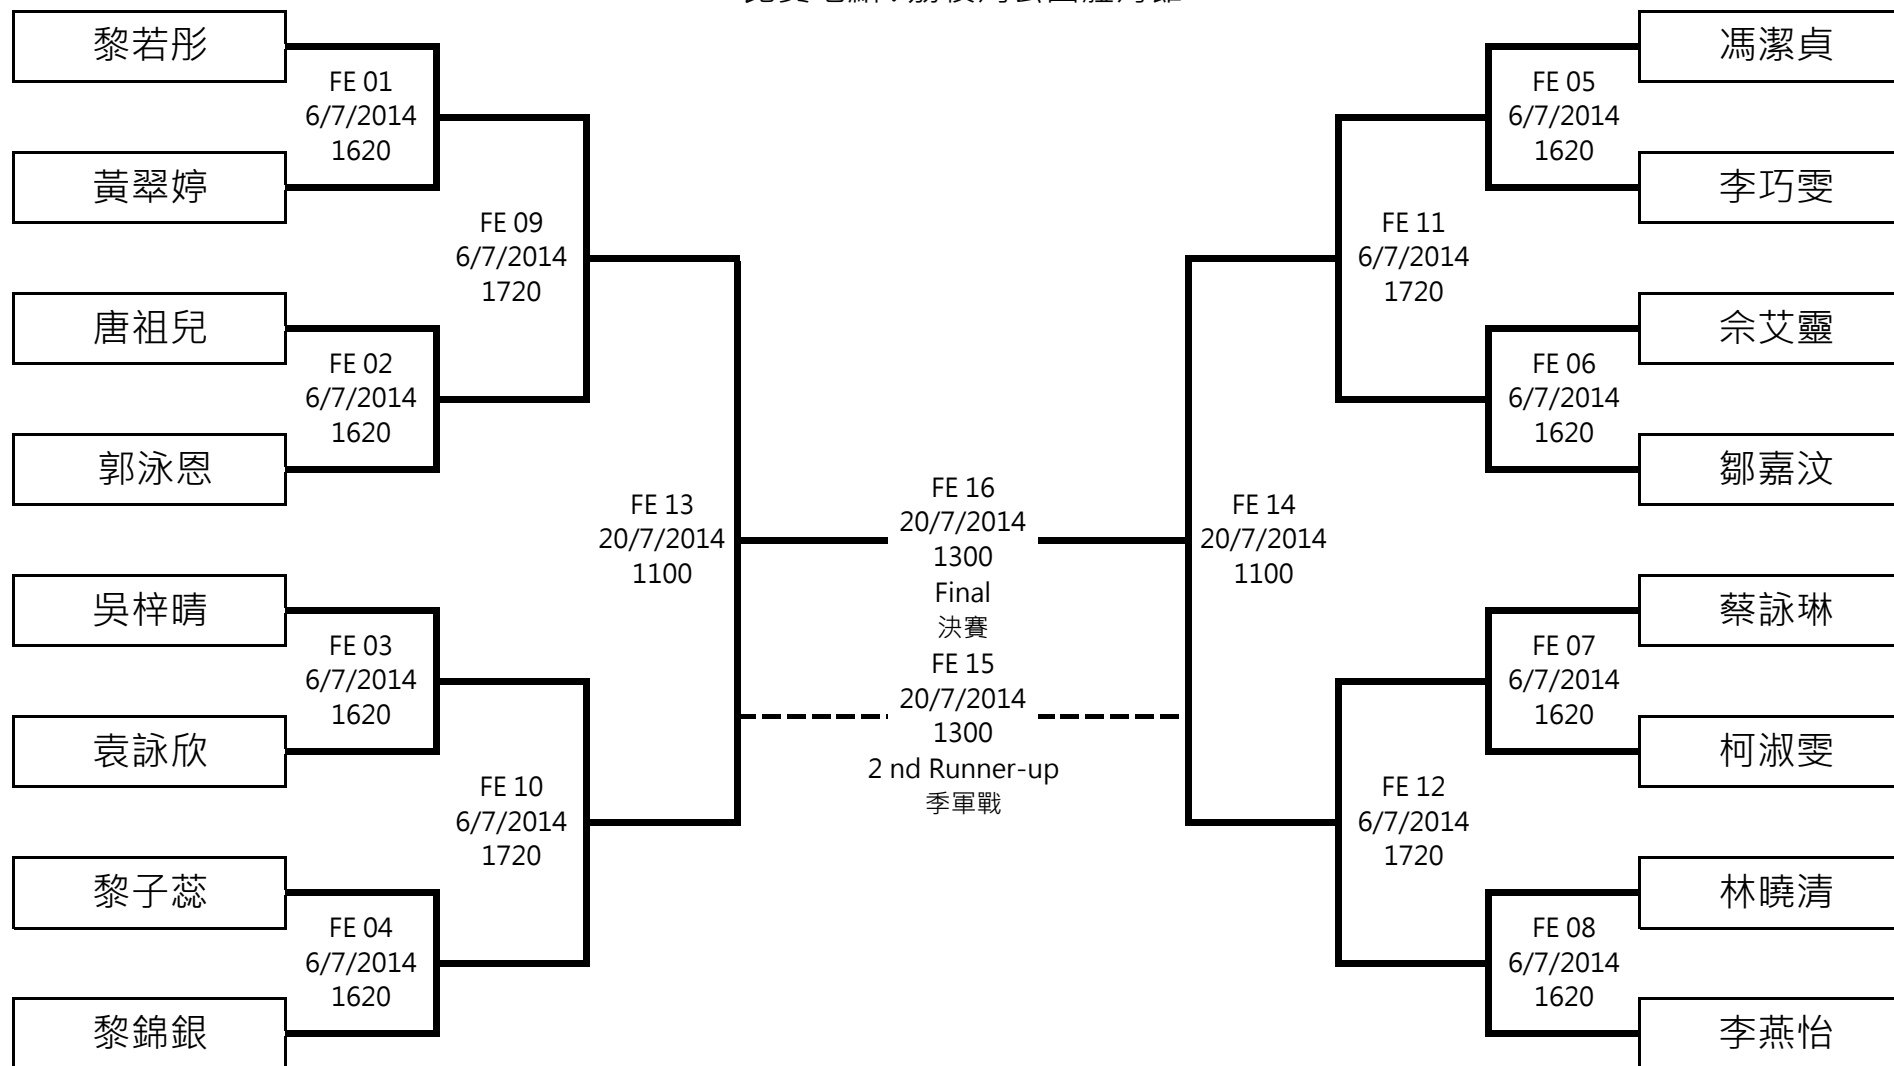 黎若彤
FE 01
6/7/2014
1620
黃翠婷
FE 09
6/7/2014
1720
唐祖兒
FE 02
6/7/2014
1620
郭泳恩
FE 13
20/7/2014
1100
吳梓晴
FE 03
6/7/2014
1620
袁詠欣
FE 10
6/7/2014
1720
黎子蕊
FE 04
6/7/2014
1620
黎錦銀
FE 16
20/7/2014
1300
Final
決賽
FE 15
20/7/2014
1300
2 nd Runner-up
季軍戰
馮潔貞
FE 05
6/7/2014
1620
李巧雯
FE 11
6/7/2014
1720
佘艾靈
FE 06
6/7/2014
1620
鄒嘉汶
FE 14
20/7/2014
1100
蔡詠琳
FE 07
6/7/2014
1620
柯淑雯
FE 12
6/7/2014
1720
林曉清
FE 08
6/7/2014
1620
李燕怡